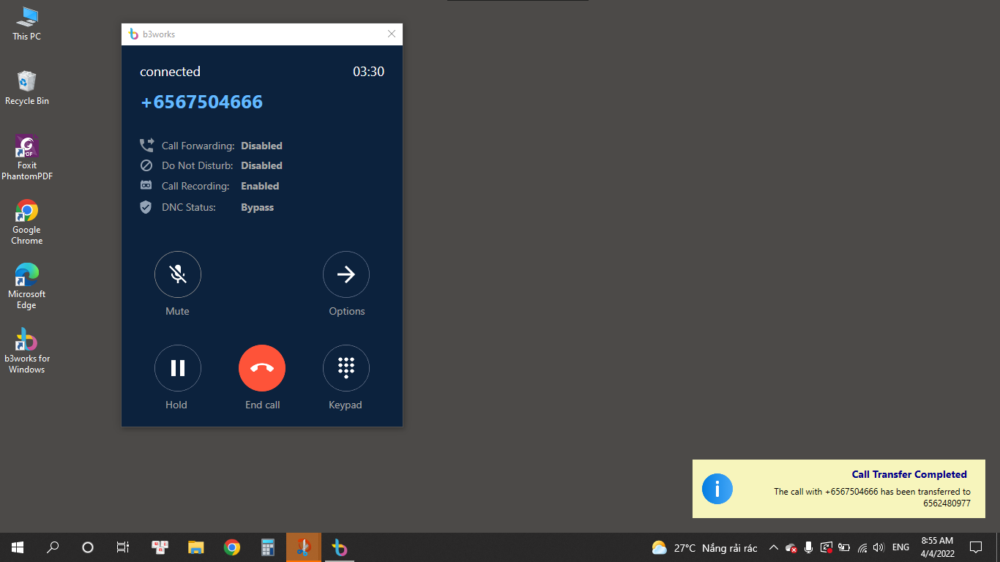 This PC
Recycle Bin
Foxit
PhantomPDF
Google
Chrome
Microsoft
Edge
b3works for
Windows
b3works
connected 03:30
+6567504666
Call Forwarding: Disabled
Do Not Disturb: Disabled
Call Recording: Enabled
DNC Status: Bypass
Mute Options
Hold End call Keypad
Call Transfer Completed
The call with +6567504666 has been transferred to
6562480977
27°C Nắng rải rác ENG
8:55 AM
4/4/2022